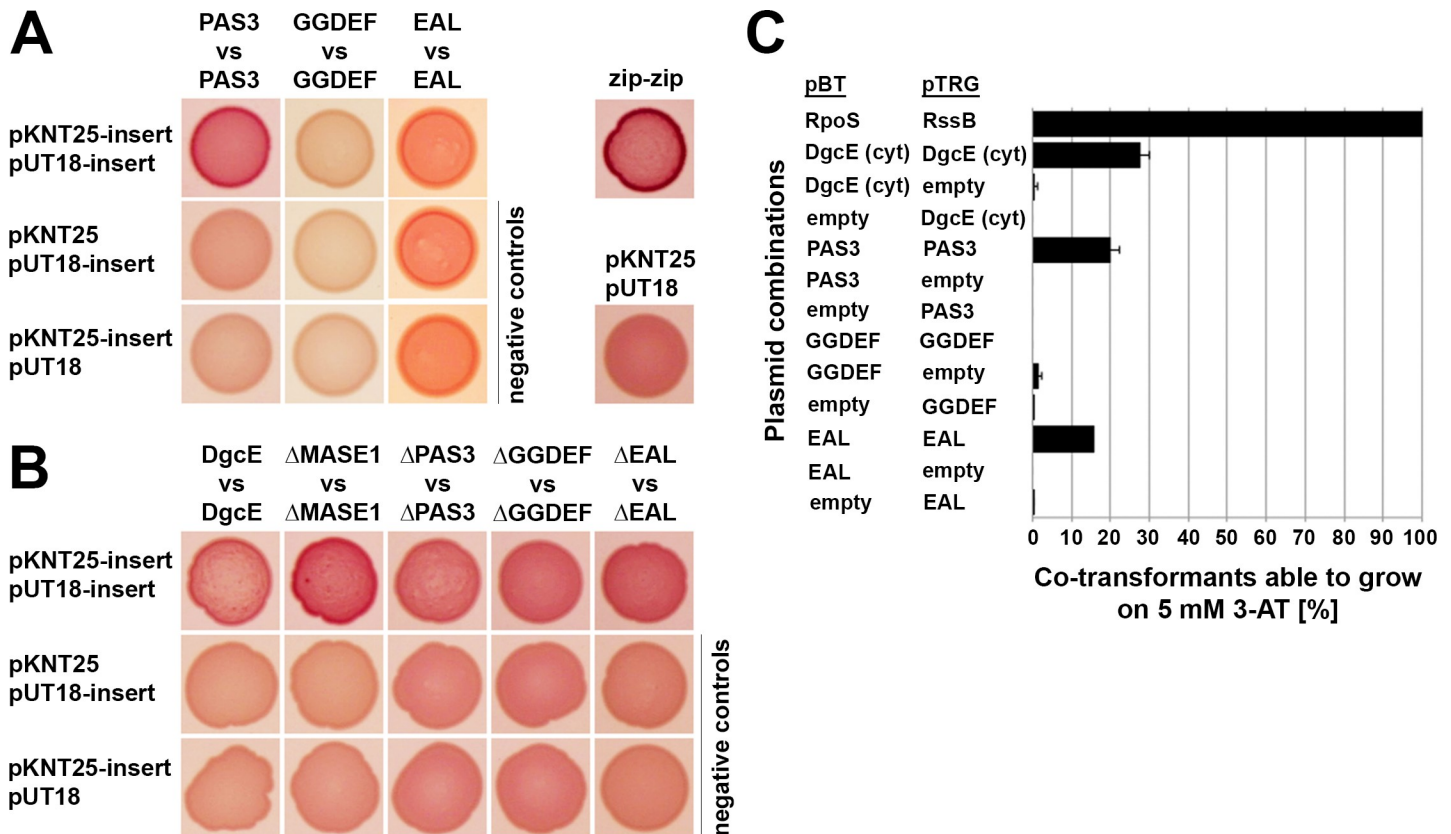 A
PAS3 GGDEF EAL
vs vs vs
PAS3 GGDEF EAL
zip-zip
pKNT25-insert
pUT18-insert
pKNT25
pUT18-insert
pKNT25-insert
pUT18
negative controls
pKNT25
pUT18
B
DgcE ΔMASE1 ΔPAS3 ΔGGDEF ΔEAL
vs vs vs vs vs
DgcE ΔMASE1 ΔPAS3 ΔGGDEF ΔEAL
pKNT25-insert
pUT18-insert
pKNT25
pUT18-insert
pKNT25-insert
pUT18
negative controls
C
Plasmid combinations
pBT pTRG
RpoS RssB
DgcE (cyt) DgcE (cyt)
DgcE (cyt) empty
empty DgcE (cyt)
PAS3 PAS3
PAS3 empty
empty PAS3
GGDEF GGDEF
GGDEF empty
empty GGDEF
EAL EAL
EAL empty
empty EAL
0 10 20 30 40 50 60 70 80 90 100
Co-transformants able to grow
on 5 mM 3-AT [%]